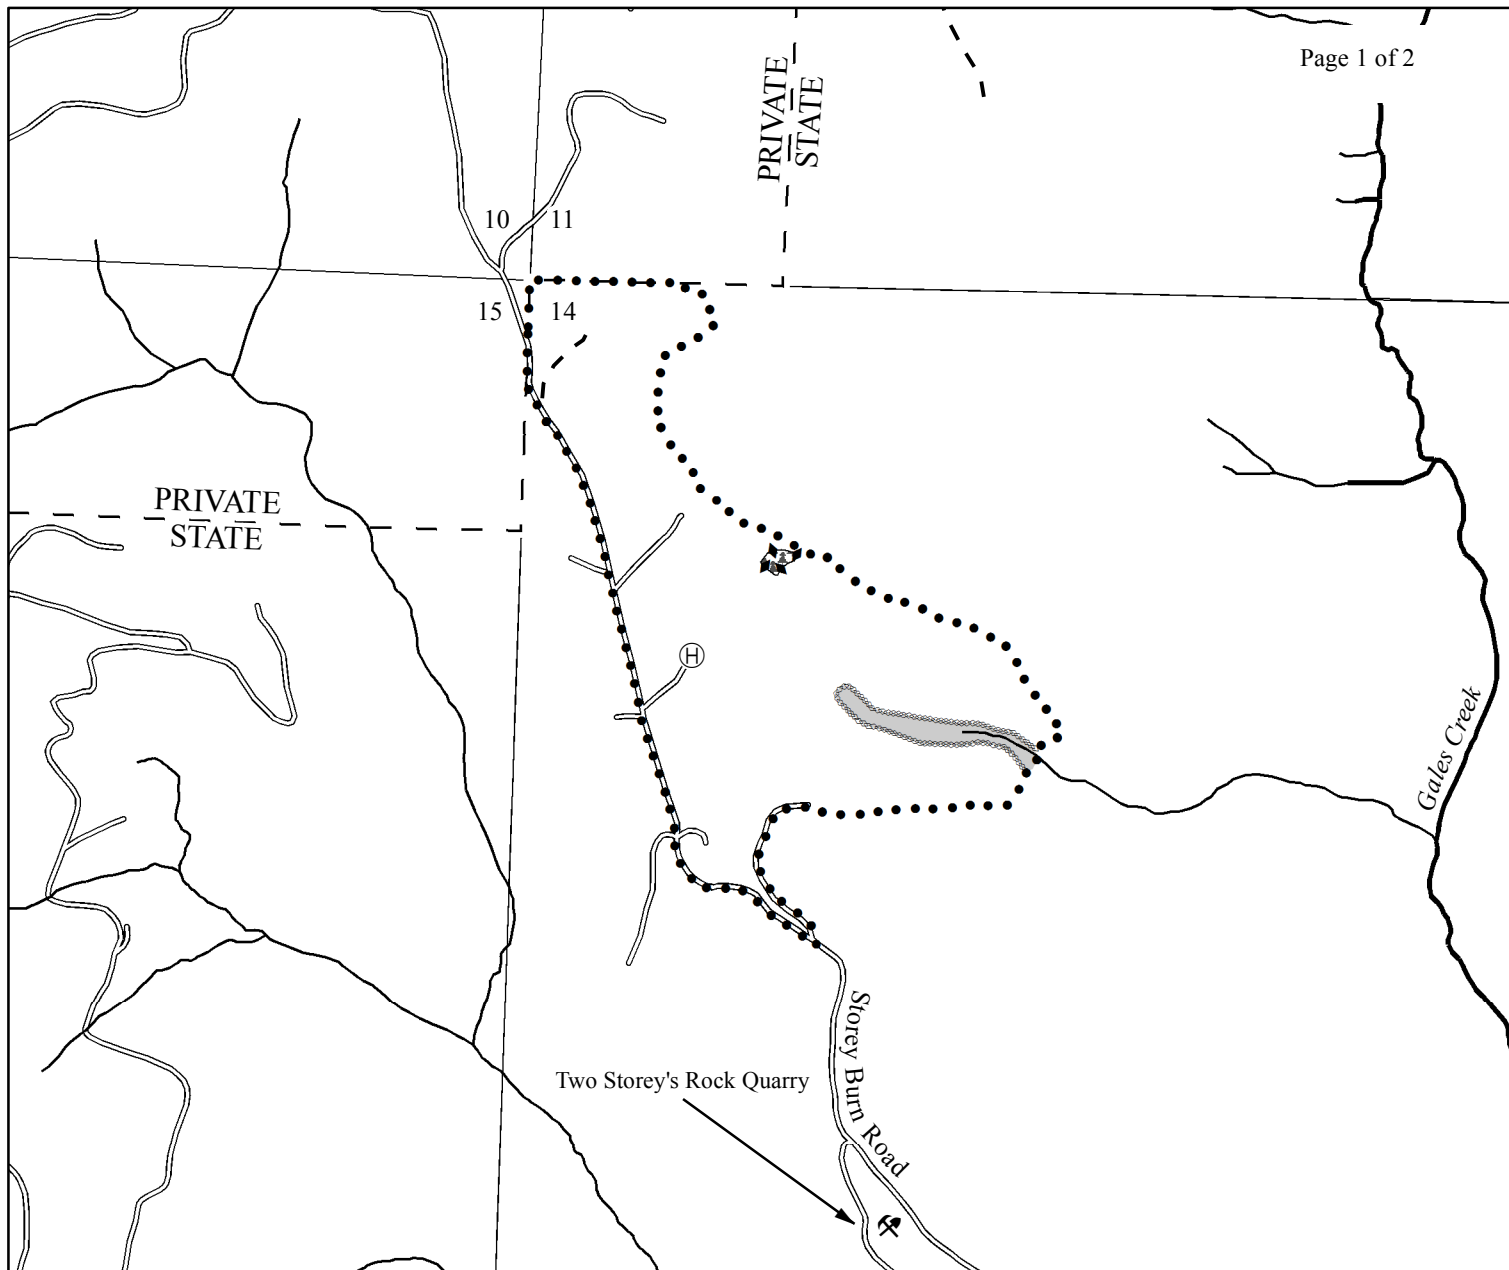 Page 1 of 2
PRIVATE
STATE
10
11
15
14
PRIVATE
STATE
H
Gales Creek
Storey Burn Road
Two Storey's Rock Quarry